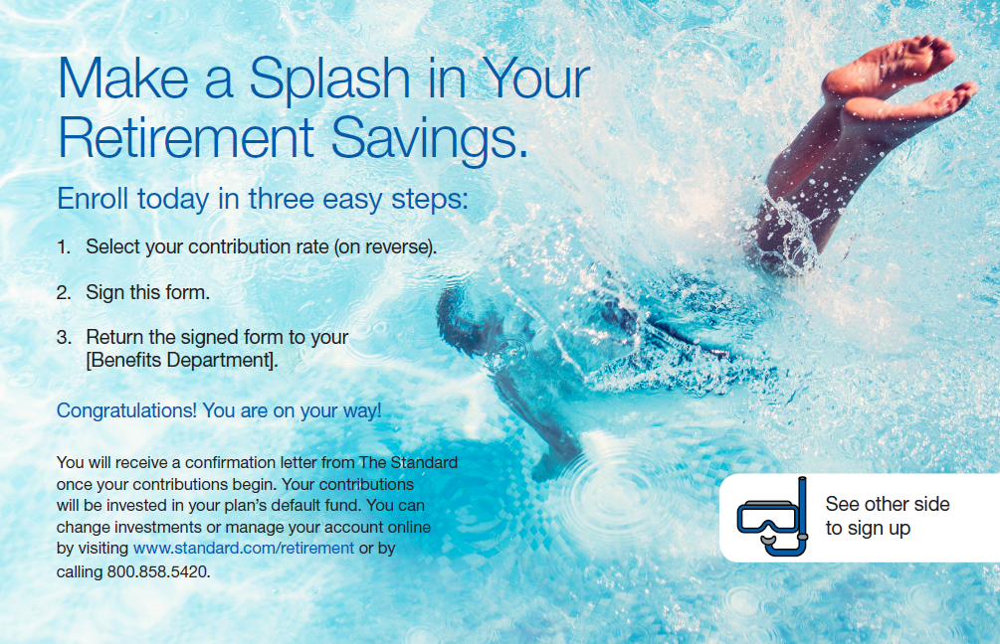 Make a Splash in Your
Retirement Savings.
Enroll today in three easy steps:
1. Select your contribution rate (on reverse).
2. Sign this form.
3. Return the signed form to your
[Benefits Department].
Congratulations! You are on your way!
You will receive a confirmation letter from The Standard
once your contributions begin. Your contributions
will be invested in your plan’s default fund. You can
change investments or manage your account online
by visiting www.standard.com/retirement or by
calling 800.858.5420.
See other side
to sign up